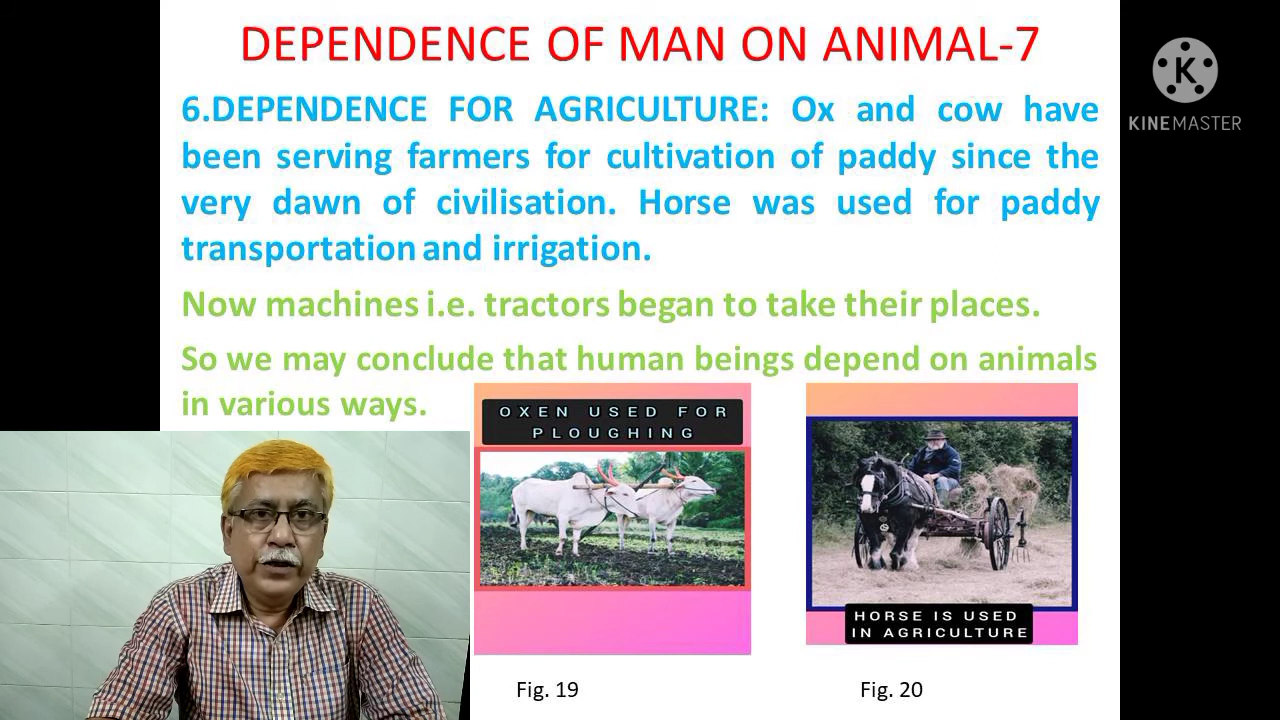 DEPENDENCE OF MAN ON ANIMAL-7
6.DEPENDENCE FOR AGRICULTURE: Ox and cow have
been serving farmers for cultivation of paddy since the
very dawn of civilisation. Horse was used for paddy
transportation and irrigation.
Now machines i.e. tractors began to take their places.
So we may conclude that human beings depend on animals
in various ways.
OXEN USED FOR
PLOUGHING
HORSE IS USED
IN AGRICULTURE
Fig. 19
Fig. 20
K
KINEMASTER